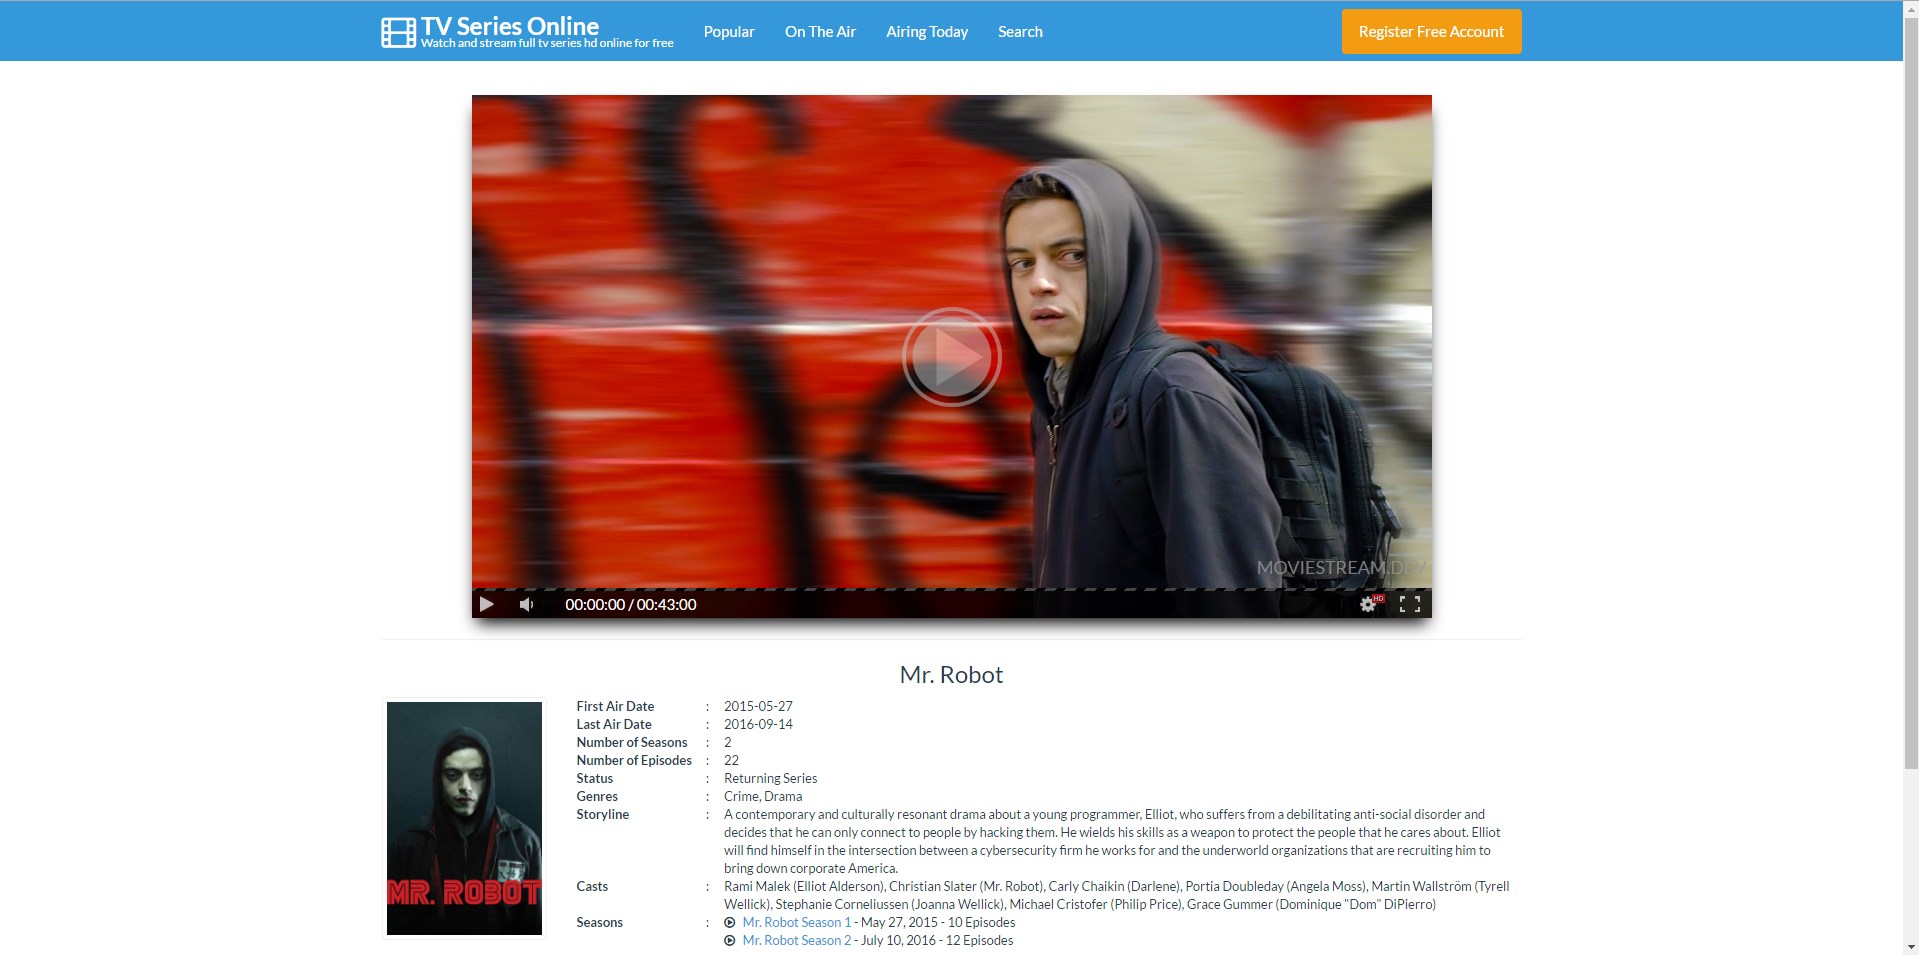 TV Series Online
Watch and stream full tv series hd online for free
Popular
On The Air
Airing Today
Search
Register Free Account
MOVIESTREAM.DEV
00:00:00 / 00:43:00
HD
Mr. Robot
MR. ROBOT
First Air Date : 2015-05-27
Last Air Date : 2016-09-14
Number of Seasons : 2
Number of Episodes : 22
Status : Returning Series
Genres : Crime, Drama
Storyline : A contemporary and culturally resonant drama about a young programmer, Elliot, who suffers from a debilitating anti-social disorder and
decides that he can only connect to people by hacking them. He wields his skills as a weapon to protect the people that he cares about. Elliot
will find himself in the intersection between a cybersecurity firm he works for and the underworld organizations that are recruiting him to
bring down corporate America.
Casts : Rami Malek (Elliot Alderson), Christian Slater (Mr. Robot), Carly Chaikin (Darlene), Portia Doubleday (Angela Moss), Martin Wallström (Tyrell
Wellick), Stephanie Corneliussen (Joanna Wellick), Michael Cristofer (Philip Price), Grace Gummer (Dominique "Dom" DiPierro)
Seasons : Mr. Robot Season 1 - May 27, 2015 - 10 Episodes
Mr. Robot Season 2 - July 10, 2016 - 12 Episodes